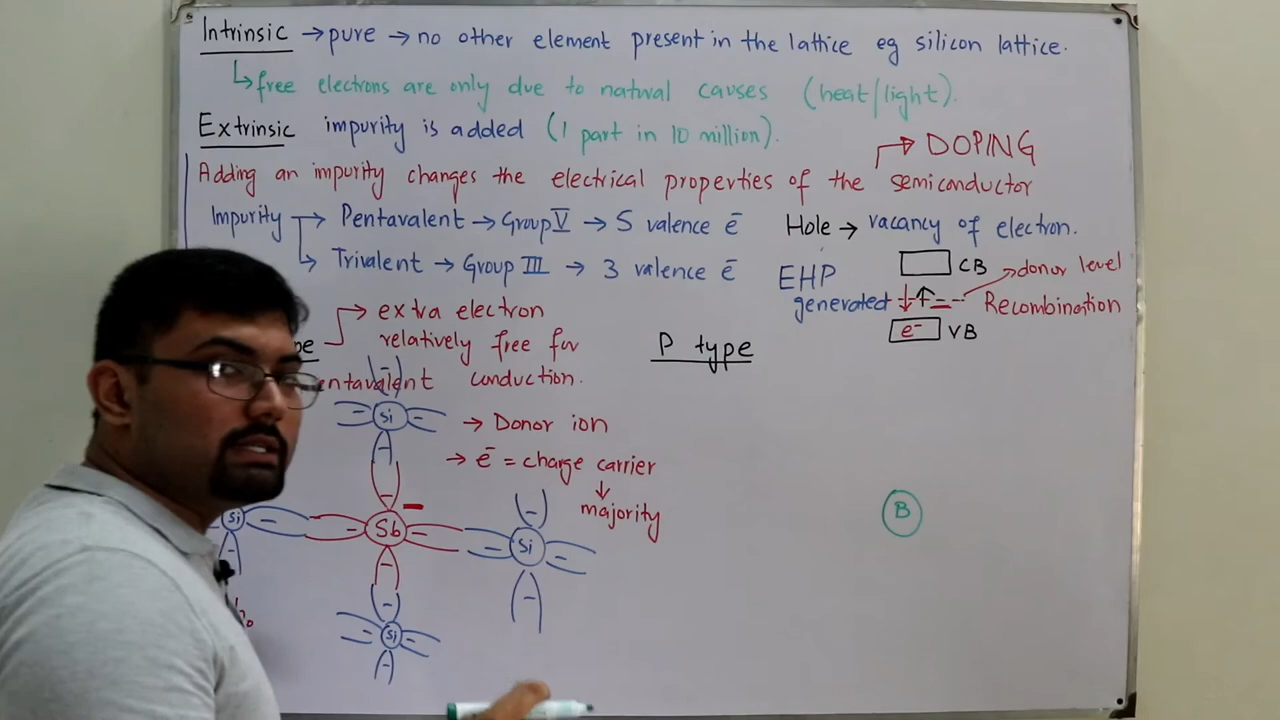 Intrinsic → pure → no other element present in the lattice eg silicon lattice.
↳ free electrons are only due to natural causes (heat/light).
Extrinsic impurity is added (1 part in 10 million).
→ DOPING
Adding an impurity changes the electrical properties of the semiconductor
Impurity → Pentavalent → Group V → 5 valence e⁻
Hole → vacancy of electron.
↳ Trivalent → Group III → 3 valence e⁻
EHP generated
CB
→ donor level
Recombination
e⁻ VB
pe → extra electron
relatively free for
entavalent conduction.
P type
Si
→ Donor ion
→ e⁻ = charge carrier
↓
majority
Si
Sb
Si
B
Si